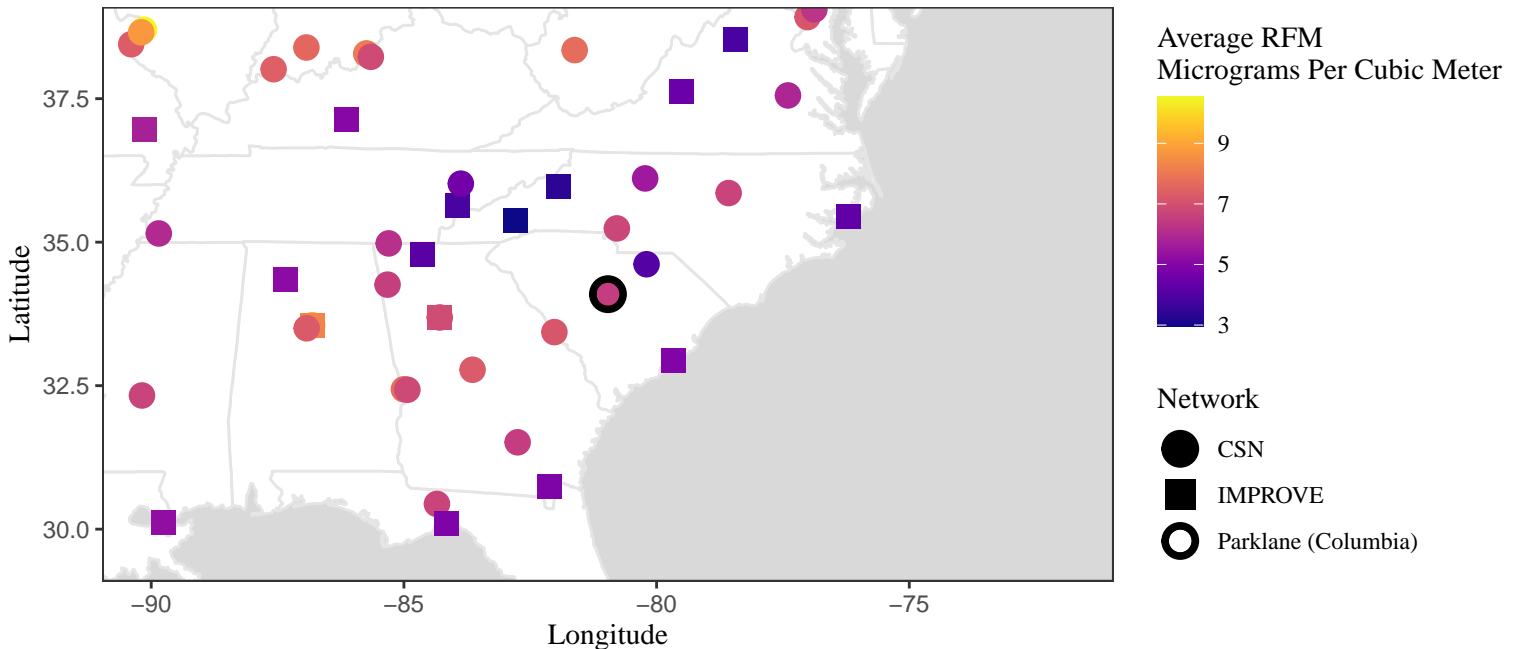 Average RFM
Micrograms Per Cubic Meter
9
7
5
3
Network
CSN
IMPROVE
Parklane (Columbia)
Latitude
37.5
35.0
32.5
30.0
−90
−85
−80
−75
Longitude